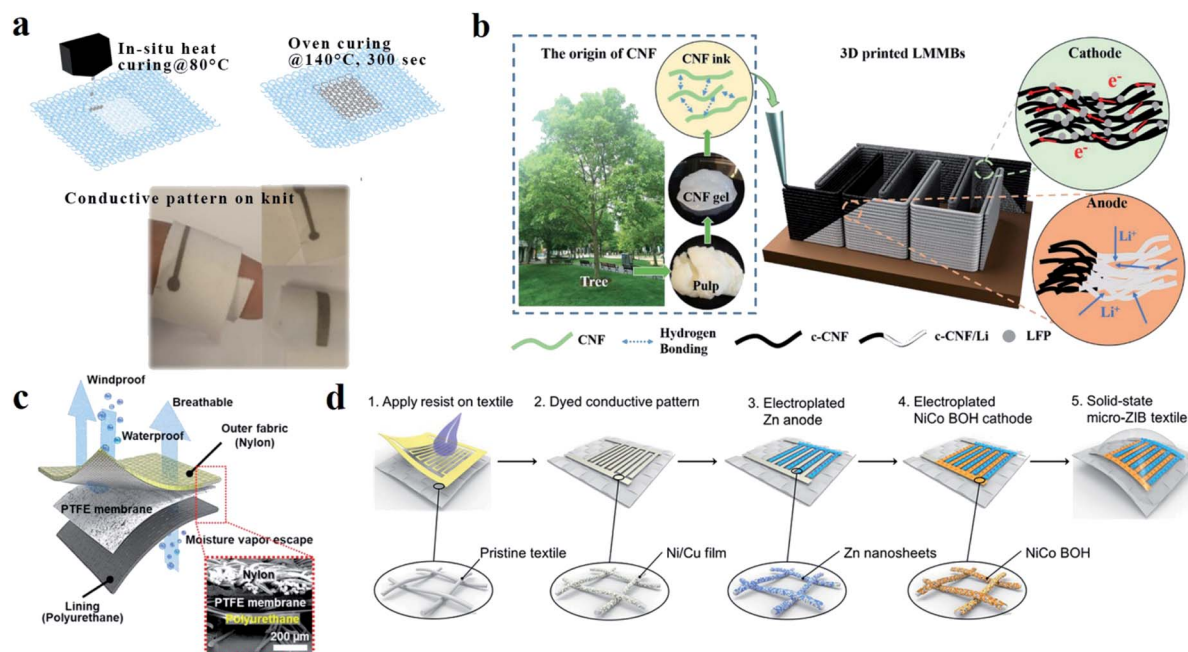 a
In-situ heat
curing@80°C
Oven curing
@140°C, 300 sec
Conductive pattern on knit
b
The origin of CNF
CNF ink
CNF gel
Pulp
Tree
3D printed LMMBs
Cathode
e-
e-
Anode
Li+
Li+
CNF
Hydrogen
Bonding
c-CNF
c-CNF/Li
LFP
c
Windproof
Waterproof
Breathable
Outer fabric
(Nylon)
PTFE membrane
Moisture vapor escape
Lining
(Polyurethane)
Nylon
PTFE membrane
Polyurethane
200 μm
d
1. Apply resist on textile
2. Dyed conductive pattern
3. Electroplated
Zn anode
4. Electroplated
NiCo BOH cathode
5. Solid-state
micro-ZIB textile
Pristine textile
Ni/Cu film
Zn nanosheets
NiCo BOH